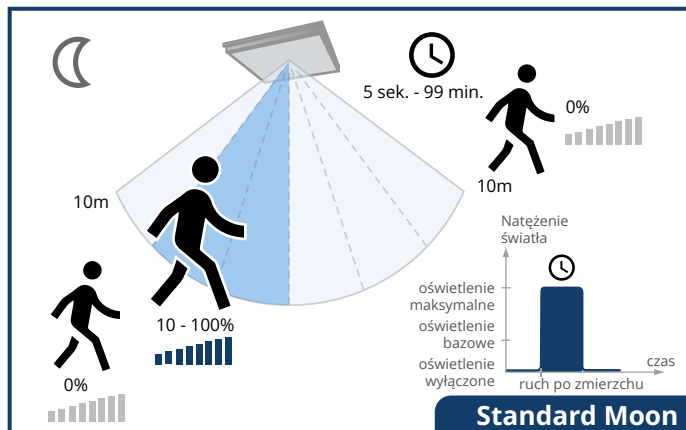 5 sek. - 99 min.
0%
10m
10m
10 - 100%
0%
Natężenie
światła
oświetlenie
maksymalne
oświetlenie
bazowe
oświetlenie
wyłączone
czas
ruch po zmierzchu
Standard Moon